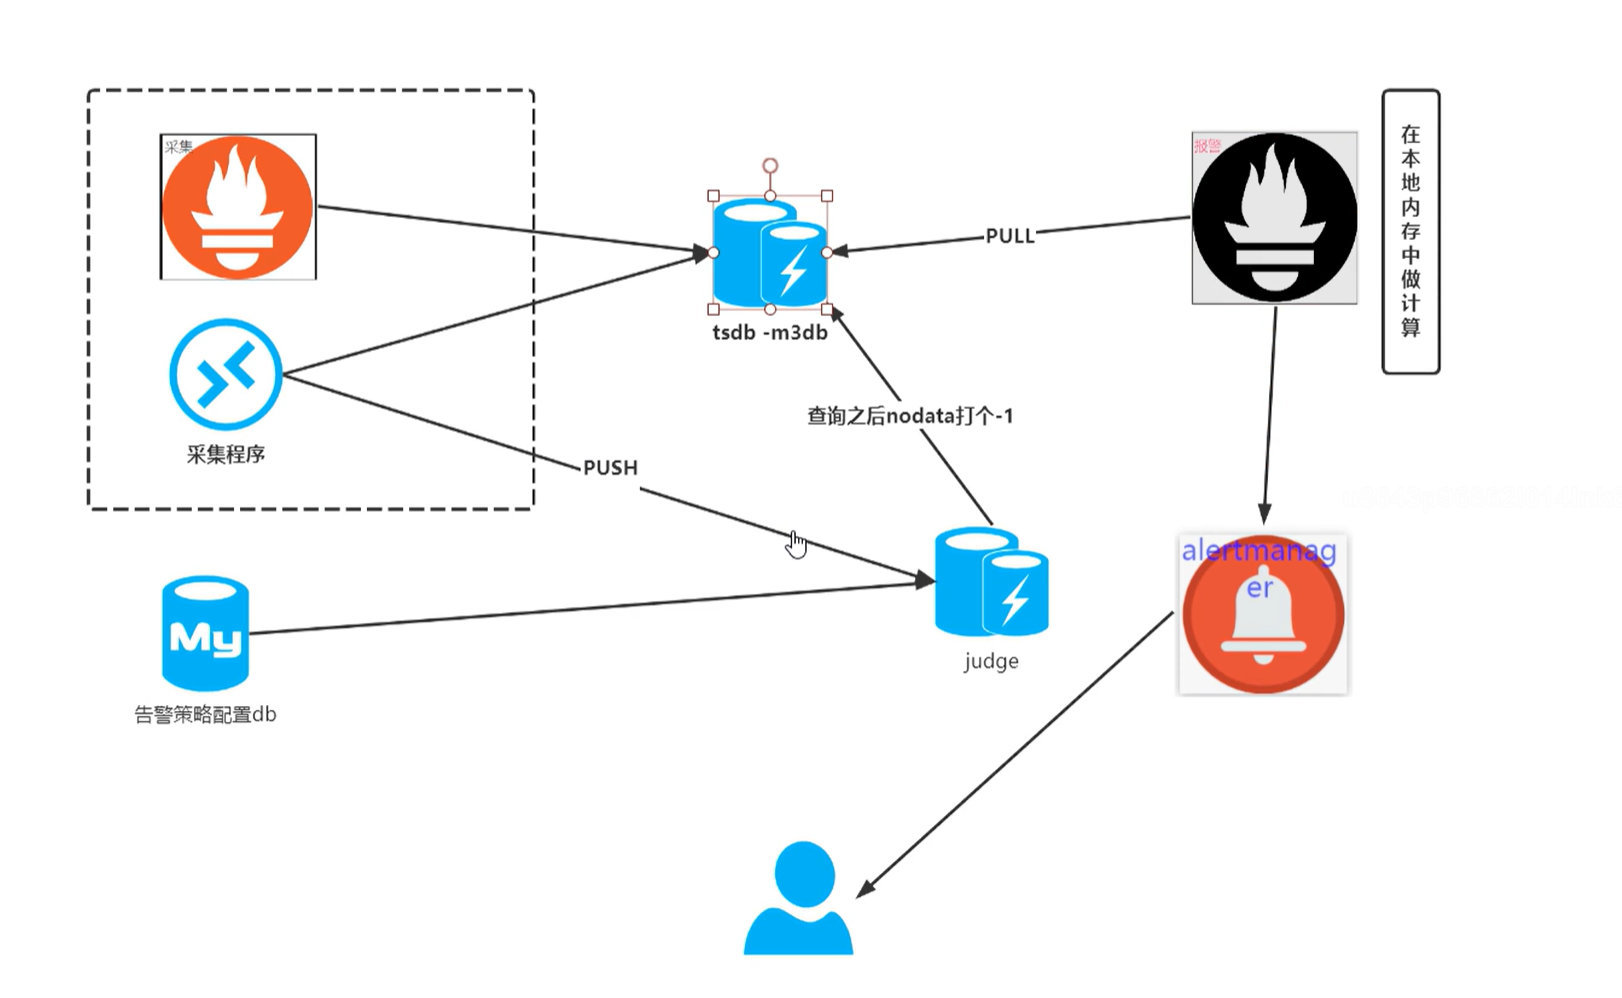 采集
报警
在本地内存中做计算
PULL
tsdb -m3db
查询之后nodata打个-1
采集程序
PUSH
alertmanag
er
My
judge
告警策略配置db